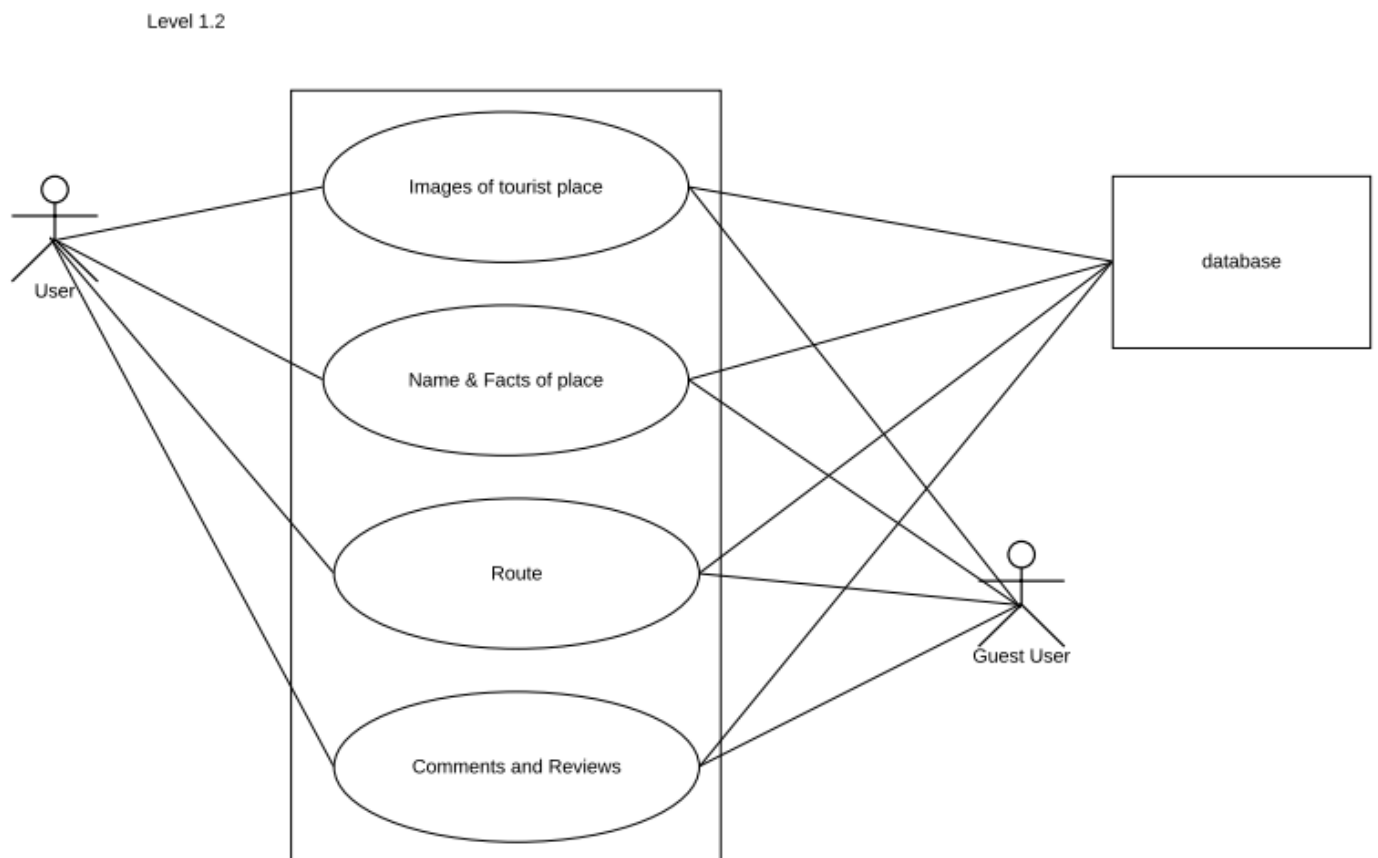 Level 1.2
Images of tourist place
database
User
Name & Facts of place
Route
Guest User
Comments and Reviews